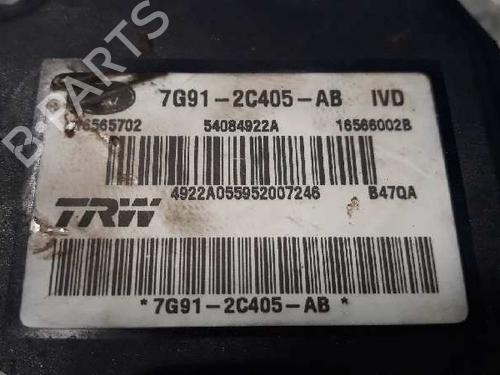 7G91-2C405-AB IVD
16565702 54084922A 16566002B
4922A055952007246 B47QA
TRW
*7G91-2C405-AB*
B-PARTS